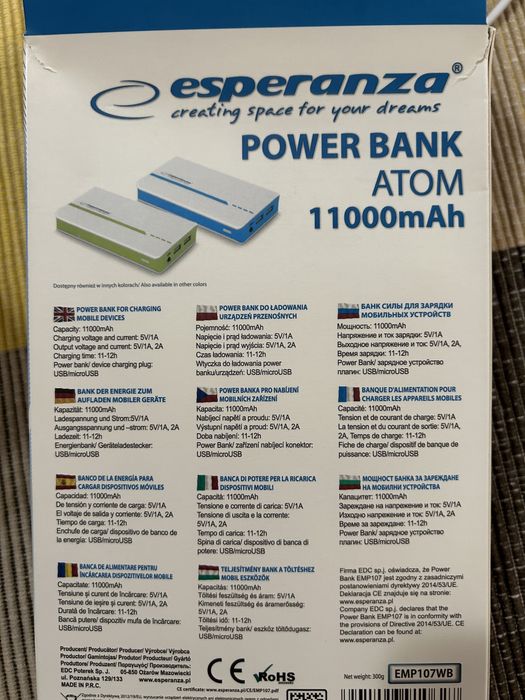 esperanza®
creating space for your dreams
POWER BANK
ATOM
11000mAh
Dostępny również w innych kolorach/ Also available in other colors
POWER BANK FOR CHARGING
MOBILE DEVICES
Capacity: 11000mAh
Charging voltage and current: 5V/1A
Output voltage and current: 5V/1A, 2A
Charging time: 11-12h
Power bank/ device charging plug:
USB/microUSB
POWER BANK DO ŁADOWANIA
URZĄDZEŃ PRZENOŚNYCH
Pojemność: 11000mAh
Napięcie i prąd ładowania: 5V/1A
Napięcie i prąd wyjścia: 5V/1A, 2A
Czas ładowania: 11-12h
Wtyczka do ładowania power
banku/urządzeń: USB/microUSB
БАНК СИЛЫ ДЛЯ ЗАРЯДКИ
МОБИЛЬНЫХ УСТРОЙСТВ
Мощность: 11000mAh
Напряжение и ток зарядки: 5V/1A
Выходное напряжение и ток: 5V/1A, 2A,
Время зарядки: 11-12h
Power Bank/ зарядное устройство
плагин: USB/microUSB
BANK DER ENERGIE ZUM
AUFLADEN MOBILER GERÄTE
Kapazität: 11000mAh
Ladespannung und Strom:5V/1A
Ausgangsspannung und –strom: 5V/1A, 2A
Ladezeit: 11-12h
Energienbank/ Geräteladestecker:
USB/microUSB
POWER BANKA PRO NABÍJENÍ
MOBILNÍCH ZAŘÍZENÍ
Kapacita: 11000mAh
Nabíjecí napětí a proudu: 5V/1A
Výstupní napětí a proud: 5V/1A, 2A
Doba nabíjení: 11-12h
Power Bank/ zařízení nabíjecí konektor:
USB/microUSB
BANQUE D'ALIMENTATION POUR
CHARGER LES APPAREILS MOBILE
Capacité: 11000mAh
Tension et de courant de charge: 5V/1A
La tension et du courant de sortie: 5V/1A,
2A, Temps de charge: 11-12h
Fiche de charge/ dispositif de banque de
puissance: USB/microUSB
BANCO DE LA ENERGÍA PARA
CARGAR DISPOSITIVOS MÓVILES
Capacidad: 11000mAh
De tensión y corriente de carga: 5V/1A
El voltaje de salida y corriente: 5V/1A, 2A
Tiempo de carga: 11-12h
Enchufe de carga/ dispositivo de banco de
la energía: USB/microUSB
BANCA DI POTERE PER LA RICARICA
DISPOSITIVI MOBILI
Capacità: 11000mAh
Tensione e corrente di carica: 5V/1A
Tensione di uscita e la corrente:
5V/1A, 2A
Tempo di carica: 11-12h
Spina di carica/ dispositivo di banca di
potere: USB/microUSB
МОЩНОСТ БАНКА ЗА ЗАРЕЖДАНЕ
НА МОБИЛНИ УСТРОЙСТВА
Капацитет: 11000mAh
Зареждане на напрежение и ток: 5V/1A
Изходно напрежение и ток: 5V/1A, 2A
Време за зареждане: 11-12h
Power Bank/ зарядно устройство
плъгин: USB/microUSB
BANCA DE ALIMENTARE PENTRU
ÎNCĂRCAREA DISPOZITIVELOR MOBILE
Capacitate: 11000mAh
Tensiune și curent de încărcare: 5V/1A
Tensiune de ieșire și curent: 5V/1A, 2A
Durată de încărcare: 11-12h
Bancă putere/ dispozitiv mufa de încarcare:
USB/microUSB
TELJESÍTMÉNY BANK A TÖLTÉSHEZ
MOBIL ESZKÖZÖK
Kapacitás: 11000mAh
Töltési feszültség és áram: 5V/1A
Kimeneti feszültség és áramerősség:
5V/1A, 2A
Töltési idő: 11-12h
Teljesítmény bank/ eszköz töltődugasz:
USB/microUSB
Firma EDC sp.j. oświadcza, że Power
Bank EMP107 jest zgodny z zasadniczymi
postanowieniami dyrektywy 2014/53/UE.
Deklaracja CE znajduje się na stronie:
www.esperanza.pl
Company EDC sp.j. declares that the
Power Bank EMP107 is in conformity with
the provisions of Directive 2014/53/UE. CE
Declaration can be found at:
www.esperanza.pl
Producent/ Producător/ Producer/ Výrobce/ Výrobca
Producant/ Gamintojas/ Proizvođač/ Producent/ Gyártó
Produttore/ Производител/ Производитель/ Hersteller
EDC Poterek Sp. J.
ul. Poznańska 129/133
MADE IN P.R.C
05-850 Ożarów Mazowiecki
www.esperanza.pl
CE
RoHS
CE certificate: www.esperanza.pl/CE/EMP107.pdf
Net weight: 300g
EMP107WB